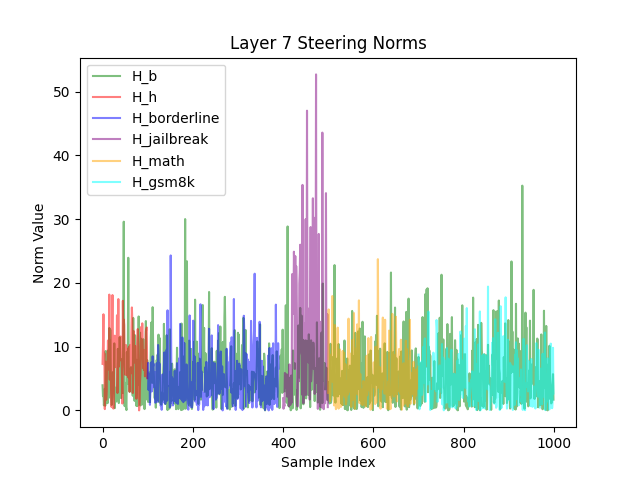 Layer 7 Steering Norms
H_b
H_h
H_borderline
H_jailbreak
H_math
H_gsm8k
Norm Value
50
40
30
20
10
0
0 200 400 600 800 1000
Sample Index